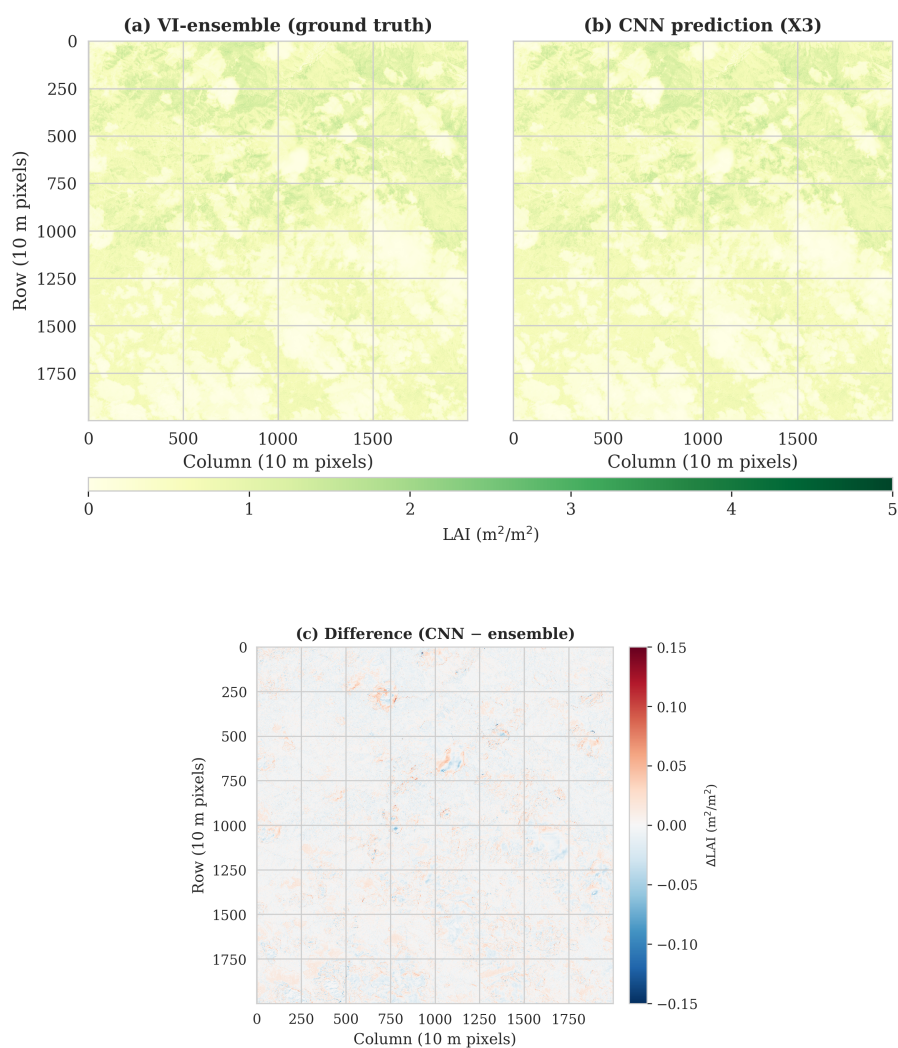 (a) VI-ensemble (ground truth)
(b) CNN prediction (X3)
0
250
500
750
1000
1250
1500
1750
Row (10 m pixels)
0 500 1000 1500
0 500 1000 1500
Column (10 m pixels)
Column (10 m pixels)
0 1 2 3 4 5
LAI (m²/m²)
(c) Difference (CNN − ensemble)
0
250
500
750
1000
1250
1500
1750
Row (10 m pixels)
0 250 500 750 1000 1250 1500 1750
Column (10 m pixels)
0.15
0.10
0.05
0.00
−0.05
−0.10
−0.15
ΔLAI (m²/m²)